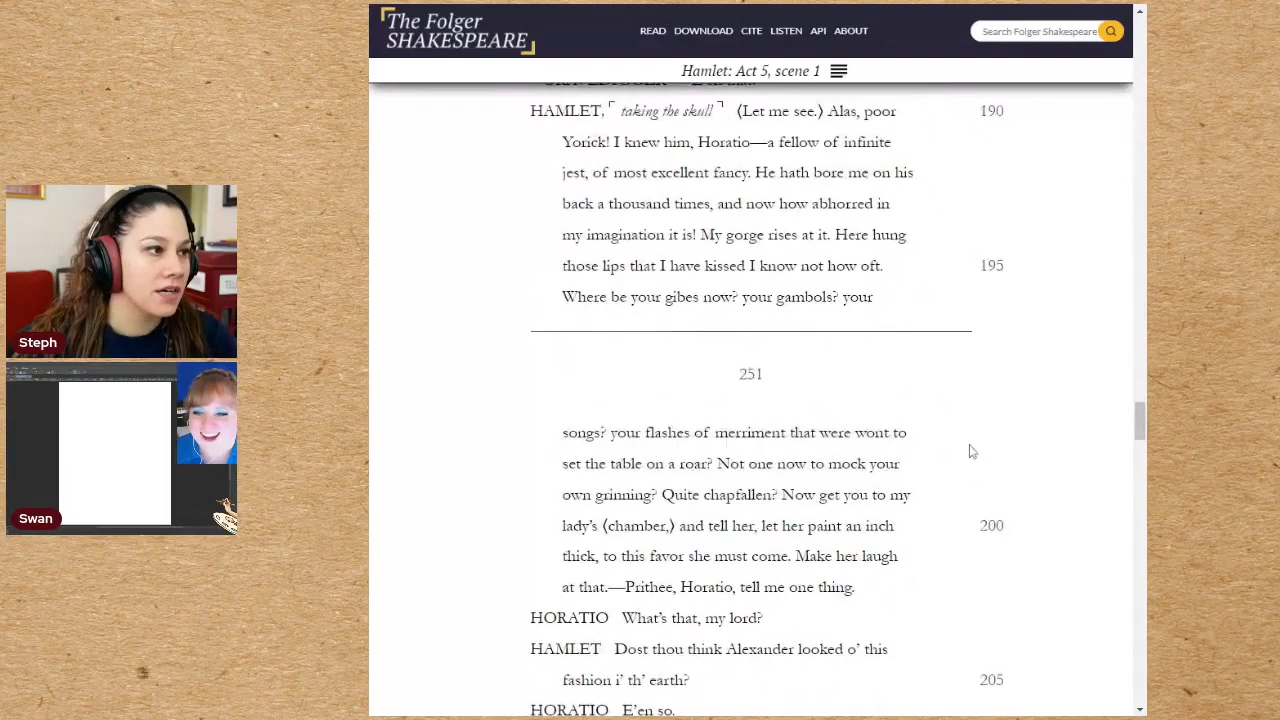 The Folger
SHAKESPEARE
READ DOWNLOAD CITE LISTEN API ABOUT
Search Folger Shakespeare
Hamlet: Act 5, scene 1
HAMLET, ⌜taking the skull⌝ ⟨Let me see.⟩ Alas, poor 190
Yorick! I knew him, Horatio—a fellow of infinite
jest, of most excellent fancy. He hath bore me on his
back a thousand times, and now how abhorred in
my imagination it is! My gorge rises at it. Here hung
those lips that I have kissed I know not how oft. 195
Where be your gibes now? your gambols? your
251
songs? your flashes of merriment that were wont to
set the table on a roar? Not one now to mock your
own grinning? Quite chapfallen? Now get you to my
lady's ⟨chamber,⟩ and tell her, let her paint an inch 200
thick, to this favor she must come. Make her laugh
at that.—Prithee, Horatio, tell me one thing.
HORATIO What's that, my lord?
HAMLET Dost thou think Alexander looked o' this
fashion i' th' earth? 205
HORATIO E'en so.
Steph
Swan